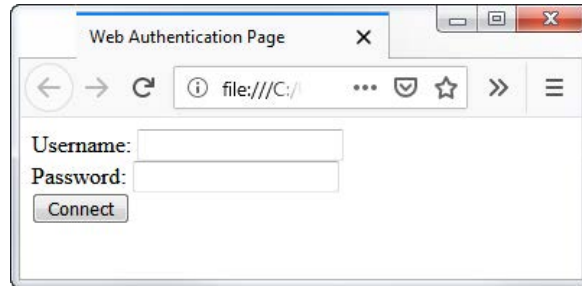 Web Authentication Page
file:///C:/
Username:
Password:
Connect